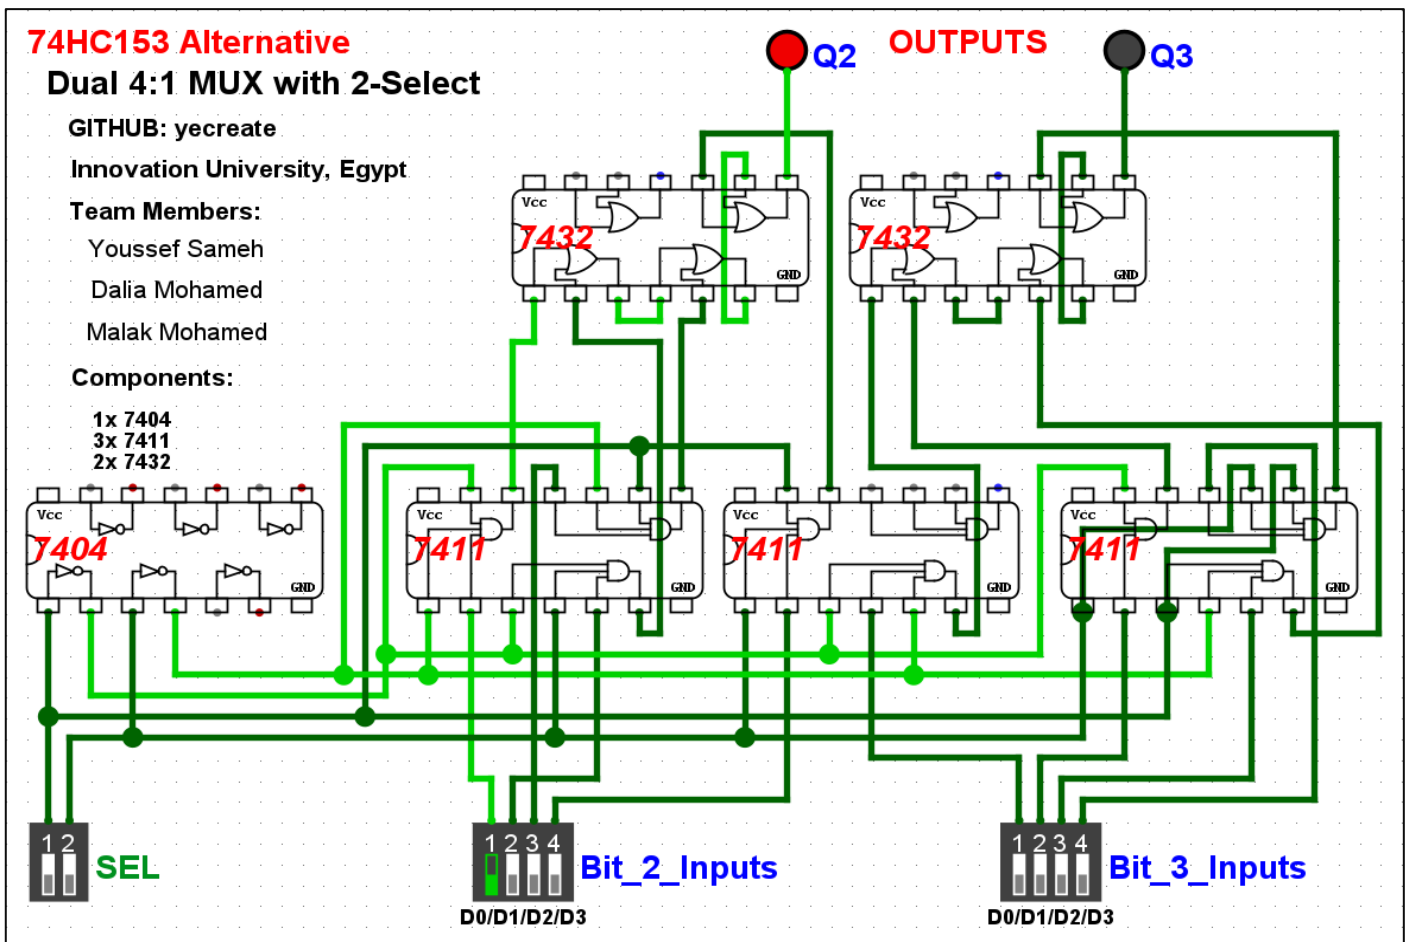 74HC153 Alternative
Dual 4:1 MUX with 2-Select
GITHUB: yecreate
Innovation University, Egypt
Team Members:
Youssef Sameh
Dalia Mohamed
Malak Mohamed
Components:
1x 7404
3x 7411
2x 7432
Q2
OUTPUTS
Q3
Vcc
7432
GND
Vcc
7432
GND
Vcc
7404
GND
Vcc
7411
GND
Vcc
7411
GND
Vcc
7411
GND
1 2
SEL
1 2 3 4
Bit_2_Inputs
D0/D1/D2/D3
1 2 3 4
Bit_3_Inputs
D0/D1/D2/D3